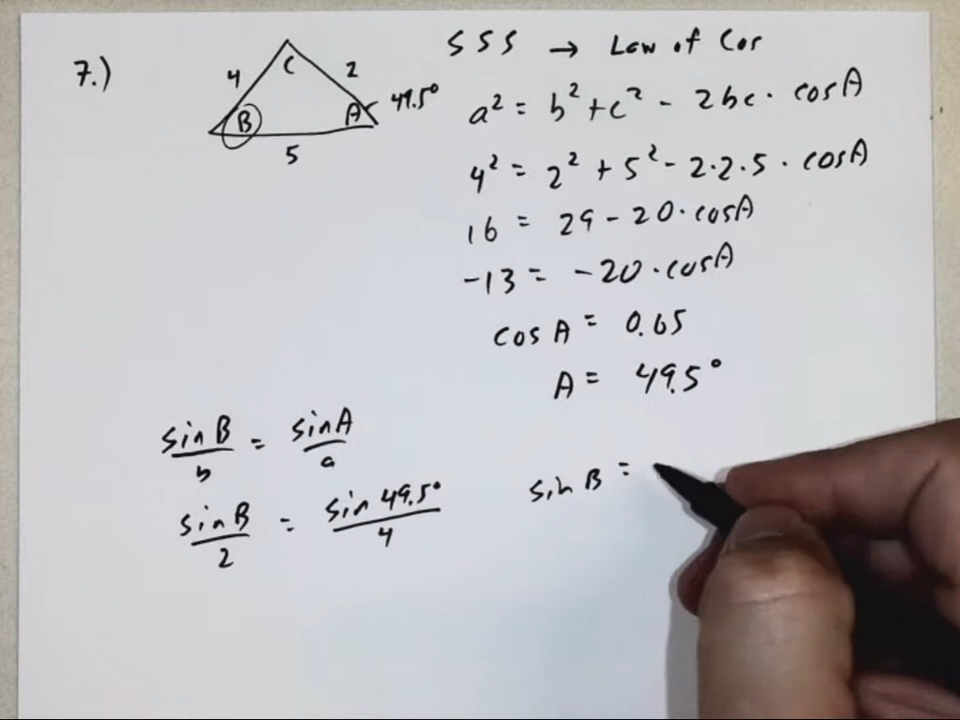 7.)
4 C 2
B A 49.5°
5
SSS → Law of Cos
a² = b² + c² - 2bc · cosA
4² = 2² + 5² - 2·2·5 · cosA
16 = 29 - 20·cosA
-13 = -20·cosA
cos A = 0.65
A = 49.5°
sin B / b = sin A / a
sin B / 2 = sin 49.5° / 4
sin B =